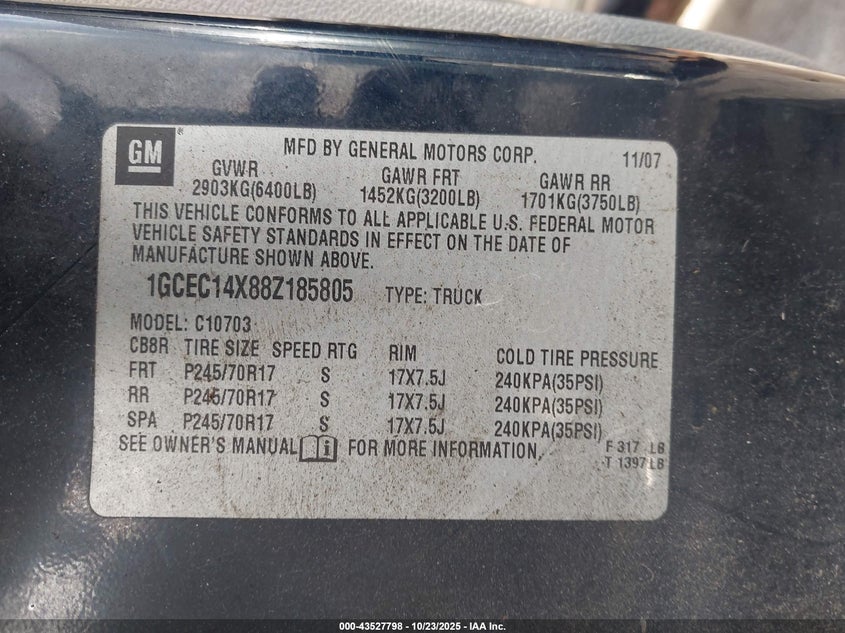 GM
MFD BY GENERAL MOTORS CORP. 11/07
GVWR GAWR FRT GAWR RR
2903KG(6400LB) 1452KG(3200LB) 1701KG(3750LB)
THIS VEHICLE CONFORMS TO ALL APPLICABLE U.S. FEDERAL MOTOR
VEHICLE SAFETY STANDARDS IN EFFECT ON THE DATE OF
MANUFACTURE SHOWN ABOVE.
1GCEC14X88Z185805 TYPE: TRUCK
MODEL: C10703
CB8R TIRE SIZE SPEED RTG RIM COLD TIRE PRESSURE
FRT P245/70R17 S 17X7.5J 240KPA(35PSI)
RR P245/70R17 S 17X7.5J 240KPA(35PSI)
SPA P245/70R17 S 17X7.5J 240KPA(35PSI)
SEE OWNER'S MANUAL FOR MORE INFORMATION.
F 317 LB
T 1397 LB
000-43527798 - 10/23/2025 - IAA Inc.